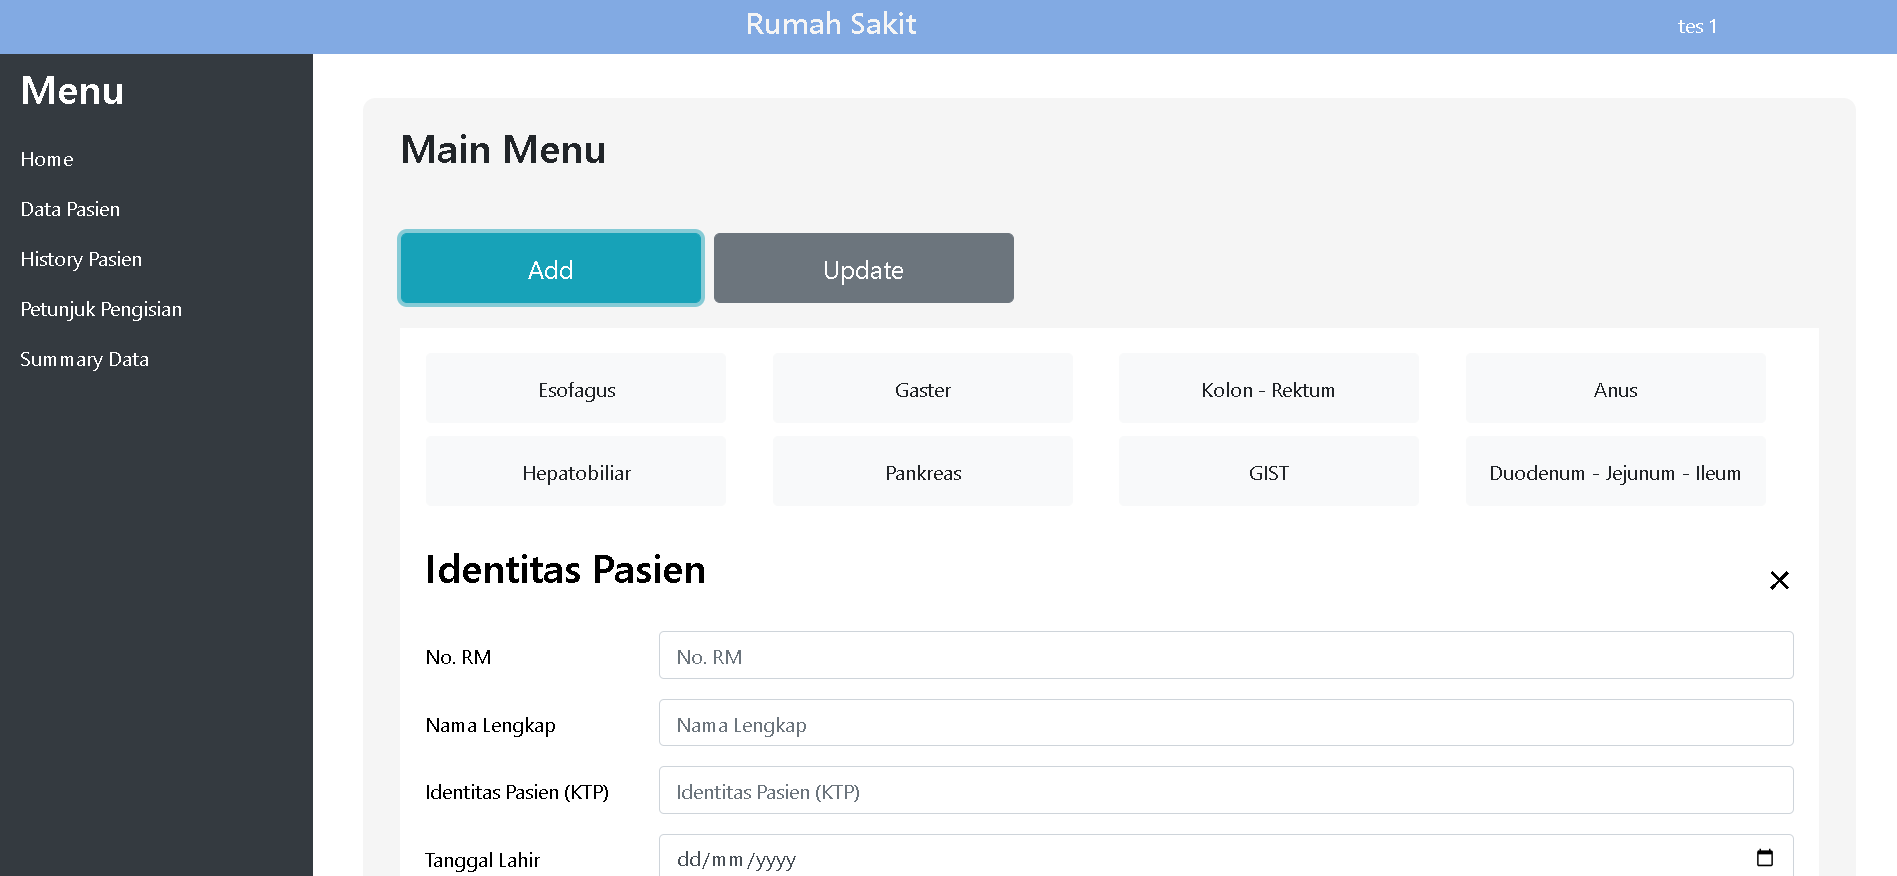 Rumah Sakit
tes 1
Menu
Home
Data Pasien
History Pasien
Petunjuk Pengisian
Summary Data
Main Menu
Add
Update
Esofagus
Gaster
Kolon - Rektum
Anus
Hepatobiliar
Pankreas
GIST
Duodenum - Jejunum - Ileum
Identitas Pasien
No. RM
No. RM
Nama Lengkap
Nama Lengkap
Identitas Pasien (KTP)
Identitas Pasien (KTP)
Tanggal Lahir
dd/mm/yyyy